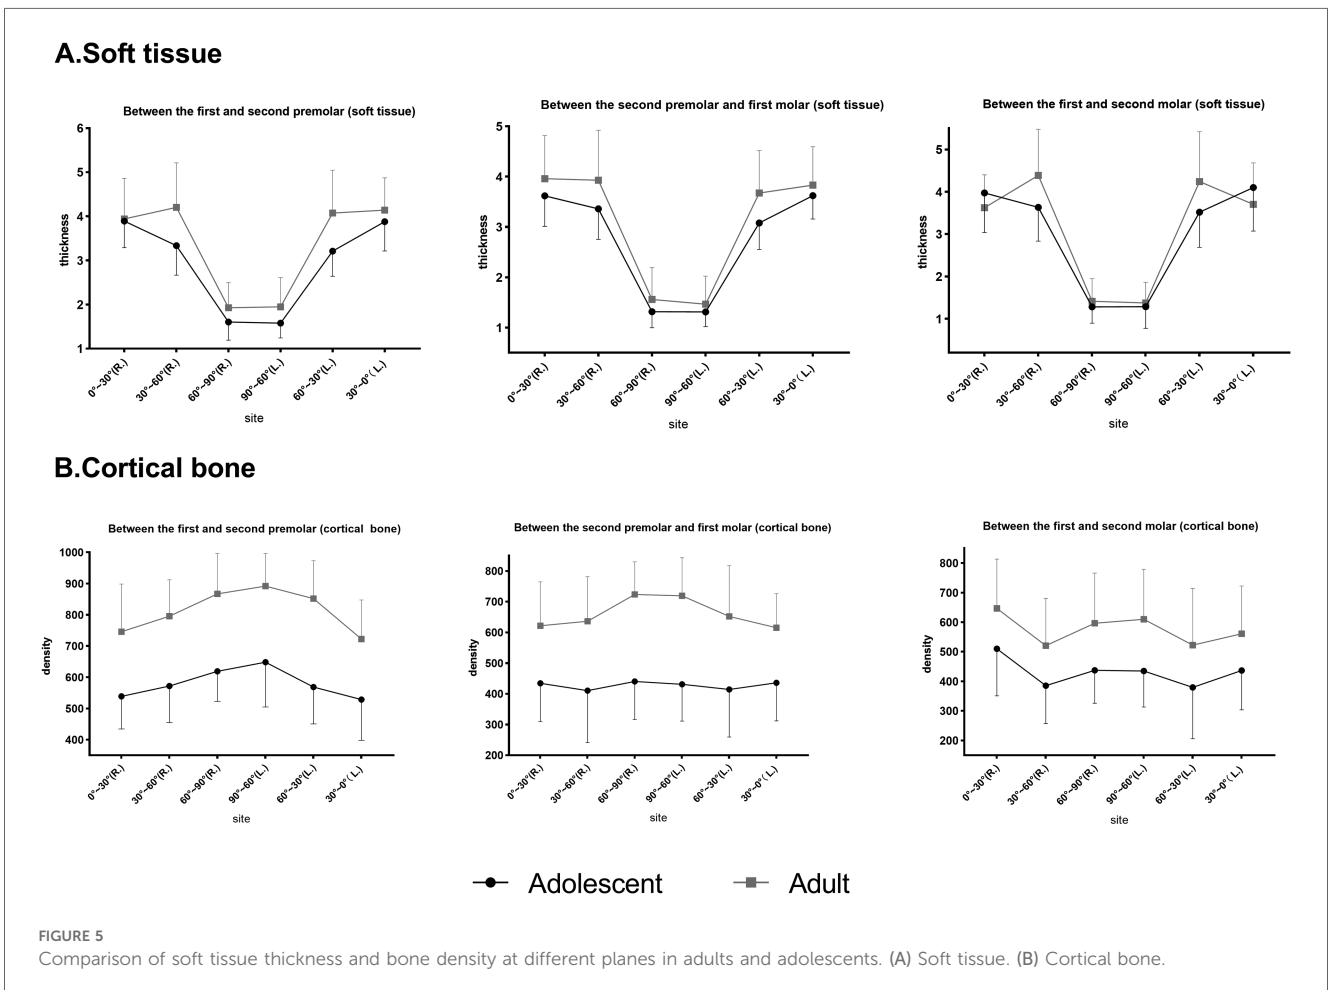 A.Soft tissue
Between the first and second premolar (soft tissue)
thickness
6
5
4
3
2
1
0°~30°(R.)
30°~60°(R.)
60°~90°(R.)
90°~60°(L.)
60°~30°(L.)
30°~0°( L.)
site
Between the second premolar and first molar (soft tissue)
thickness
5
4
3
2
1
0°~30°(R.)
30°~60°(R.)
60°~90°(R.)
90°~60°(L.)
60°~30°(L.)
30°~0°( L.)
site
Between the first and second molar (soft tissue)
thickness
5
4
3
2
1
0°~30°(R.)
30°~60°(R.)
60°~90°(R.)
90°~60°(L.)
60°~30°(L.)
30°~0°( L.)
site
B.Cortical bone
Between the first and second premolar (cortical  bone)
density
1000
900
800
700
600
500
400
0°~30°(R.)
30°~60°(R.)
60°~90°(R.)
90°~60°(L.)
60°~30°(L.)
30°~0°( L.)
site
Between the second premolar and first molar (cortical bone)
density
800
700
600
500
400
300
200
0°~30°(R.)
30°~60°(R.)
60°~90°(R.)
90°~60°(L.)
60°~30°(L.)
30°~0°( L.)
site
Between the first and second molar (cortical bone)
density
800
700
600
500
400
300
200
0°~30°(R.)
30°~60°(R.)
60°~90°(R.)
90°~60°(L.)
60°~30°(L.)
30°~0°( L.)
site
Adolescent
Adult
FIGURE 5
Comparison of soft tissue thickness and bone density at different planes in adults and adolescents. (A) Soft tissue. (B) Cortical bone.